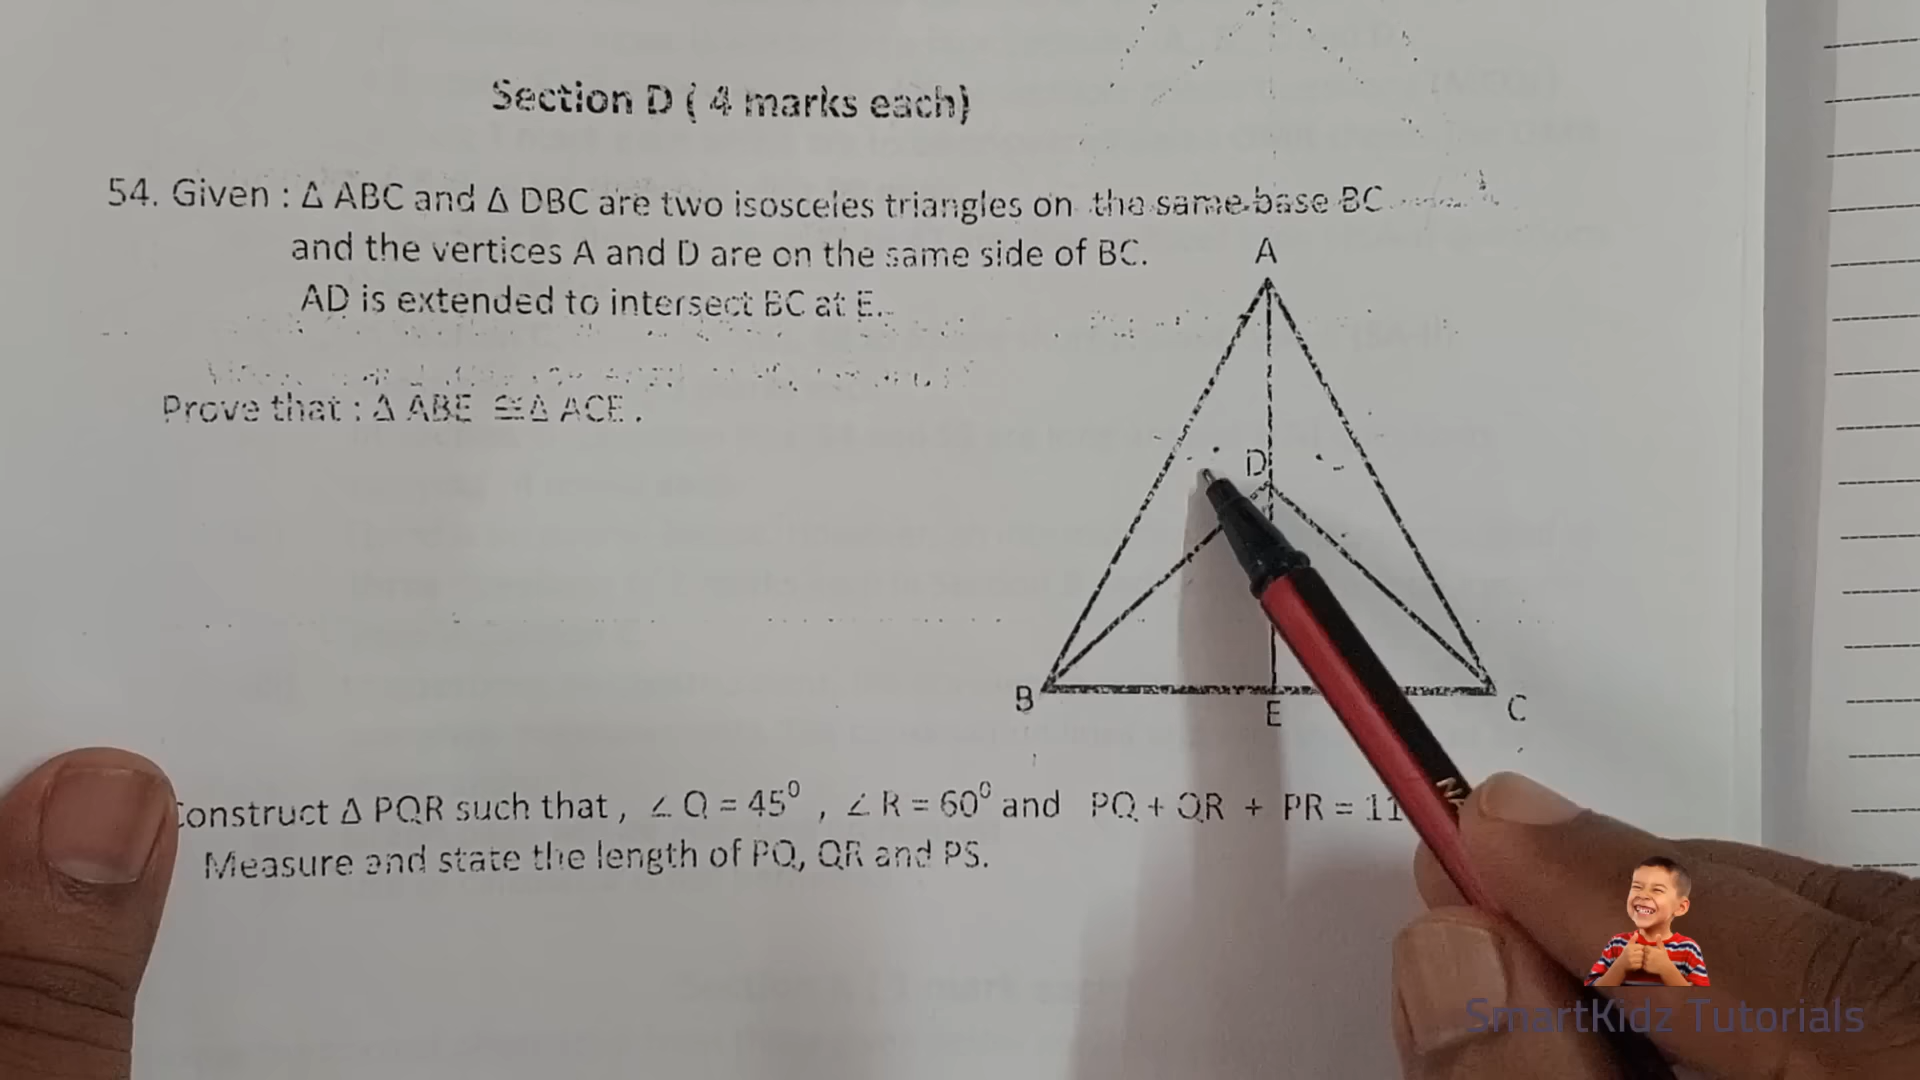 Section D ( 4 marks each)
54. Given : Δ ABC and Δ DBC are two isosceles triangles on the same base BC
and the vertices A and D are on the same side of BC.
AD is extended to intersect BC at E.
Prove that : Δ ABE ≅ Δ ACE .
A
D
B
E
C
Construct Δ PQR such that , ∠ Q = 45⁰ , ∠ R = 60⁰ and PQ + QR + PR = 11
Measure and state the length of PQ, QR and PS.
SmartKidz Tutorials